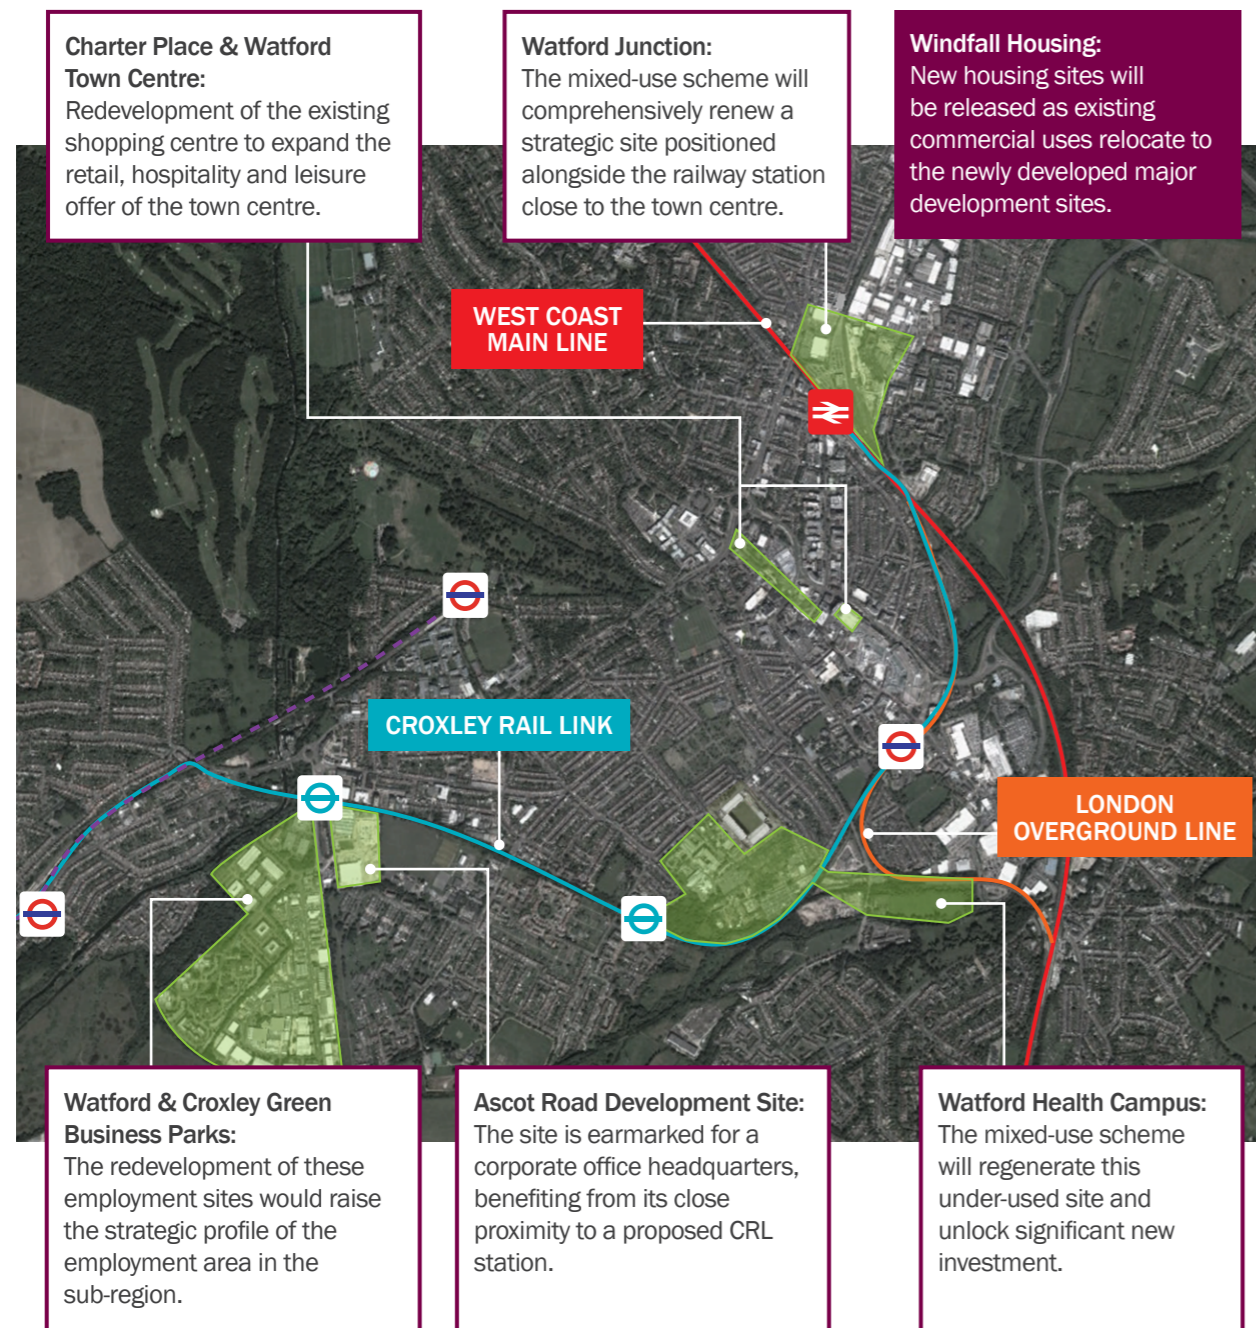 Charter Place & Watford
Town Centre:
Redevelopment of the existing
shopping centre to expand the
retail, hospitality and leisure
offer of the town centre.
Watford Junction:
The mixed-use scheme will
comprehensively renew a
strategic site positioned
alongside the railway station
close to the town centre.
Windfall Housing:
New housing sites will
be released as existing
commercial uses relocate to
the newly developed major
development sites.
WEST COAST
MAIN LINE
CROXLEY RAIL LINK
LONDON
OVERGROUND LINE
Watford & Croxley Green
Business Parks:
The redevelopment of these
employment sites would raise
the strategic profile of the
employment area in the
sub-region.
Ascot Road Development Site:
The site is earmarked for a
corporate office headquarters,
benefiting from its close
proximity to a proposed CRL
station.
Watford Health Campus:
The mixed-use scheme
will regenerate this
under-used site and
unlock significant new
investment.